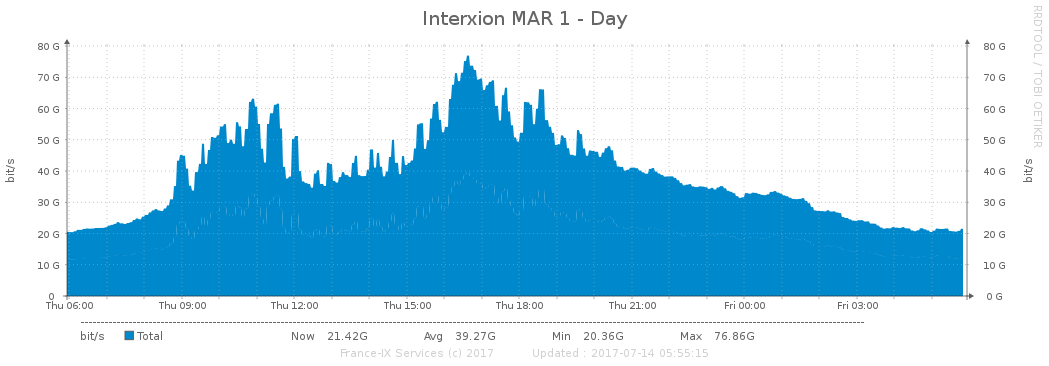 Interxion MAR 1 - Day
RRDTOOL / TOBI OETIKER
bit/s
80 G 80 G
70 G 70 G
60 G 60 G
50 G 50 G
40 G 40 G
30 G 30 G
20 G 20 G
10 G 10 G
0 0 G
bit/s
Thu 06:00 Thu 09:00 Thu 12:00 Thu 15:00 Thu 18:00 Thu 21:00 Fri 00:00 Fri 03:00
bit/s Total Now 21.42G Avg 39.27G Min 20.36G Max 76.86G
France-IX Services (c) 2017 Updated : 2017-07-14 05:55:15